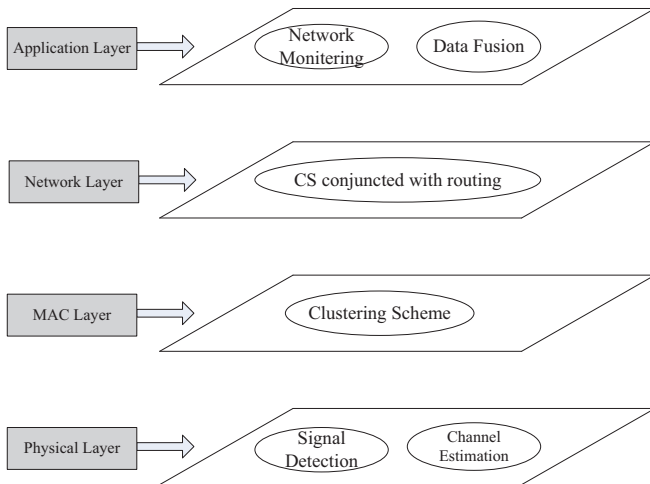 Application Layer
Network
Monitering
Data Fusion
Network Layer
CS conjuncted with routing
MAC Layer
Clustering Scheme
Physical Layer
Signal
Detection
Channel
Estimation